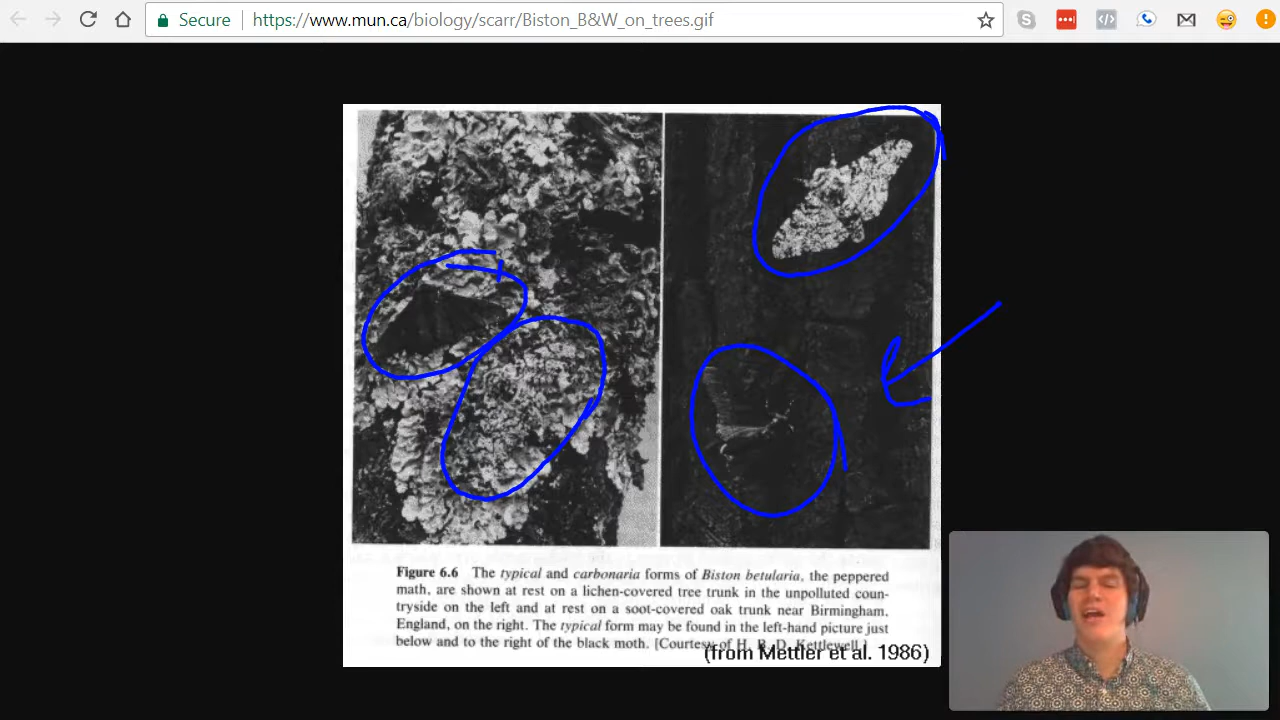 Secure
https://www.mun.ca/biology/scarr/Biston_B&W_on_trees.gif
Figure 6.6 The typical and carbonaria forms of Biston betularia, the peppered
math, are shown at rest on a lichen-covered tree trunk in the unpolluted coun-
tryside on the left and at rest on a soot-covered oak trunk near Birmingham,
England, on the right. The typical form may be found in the left-hand picture just
below and to the right of the black moth. [Courtesy of H. B. D. Kettlewell.]
(from Mettler et al. 1986)